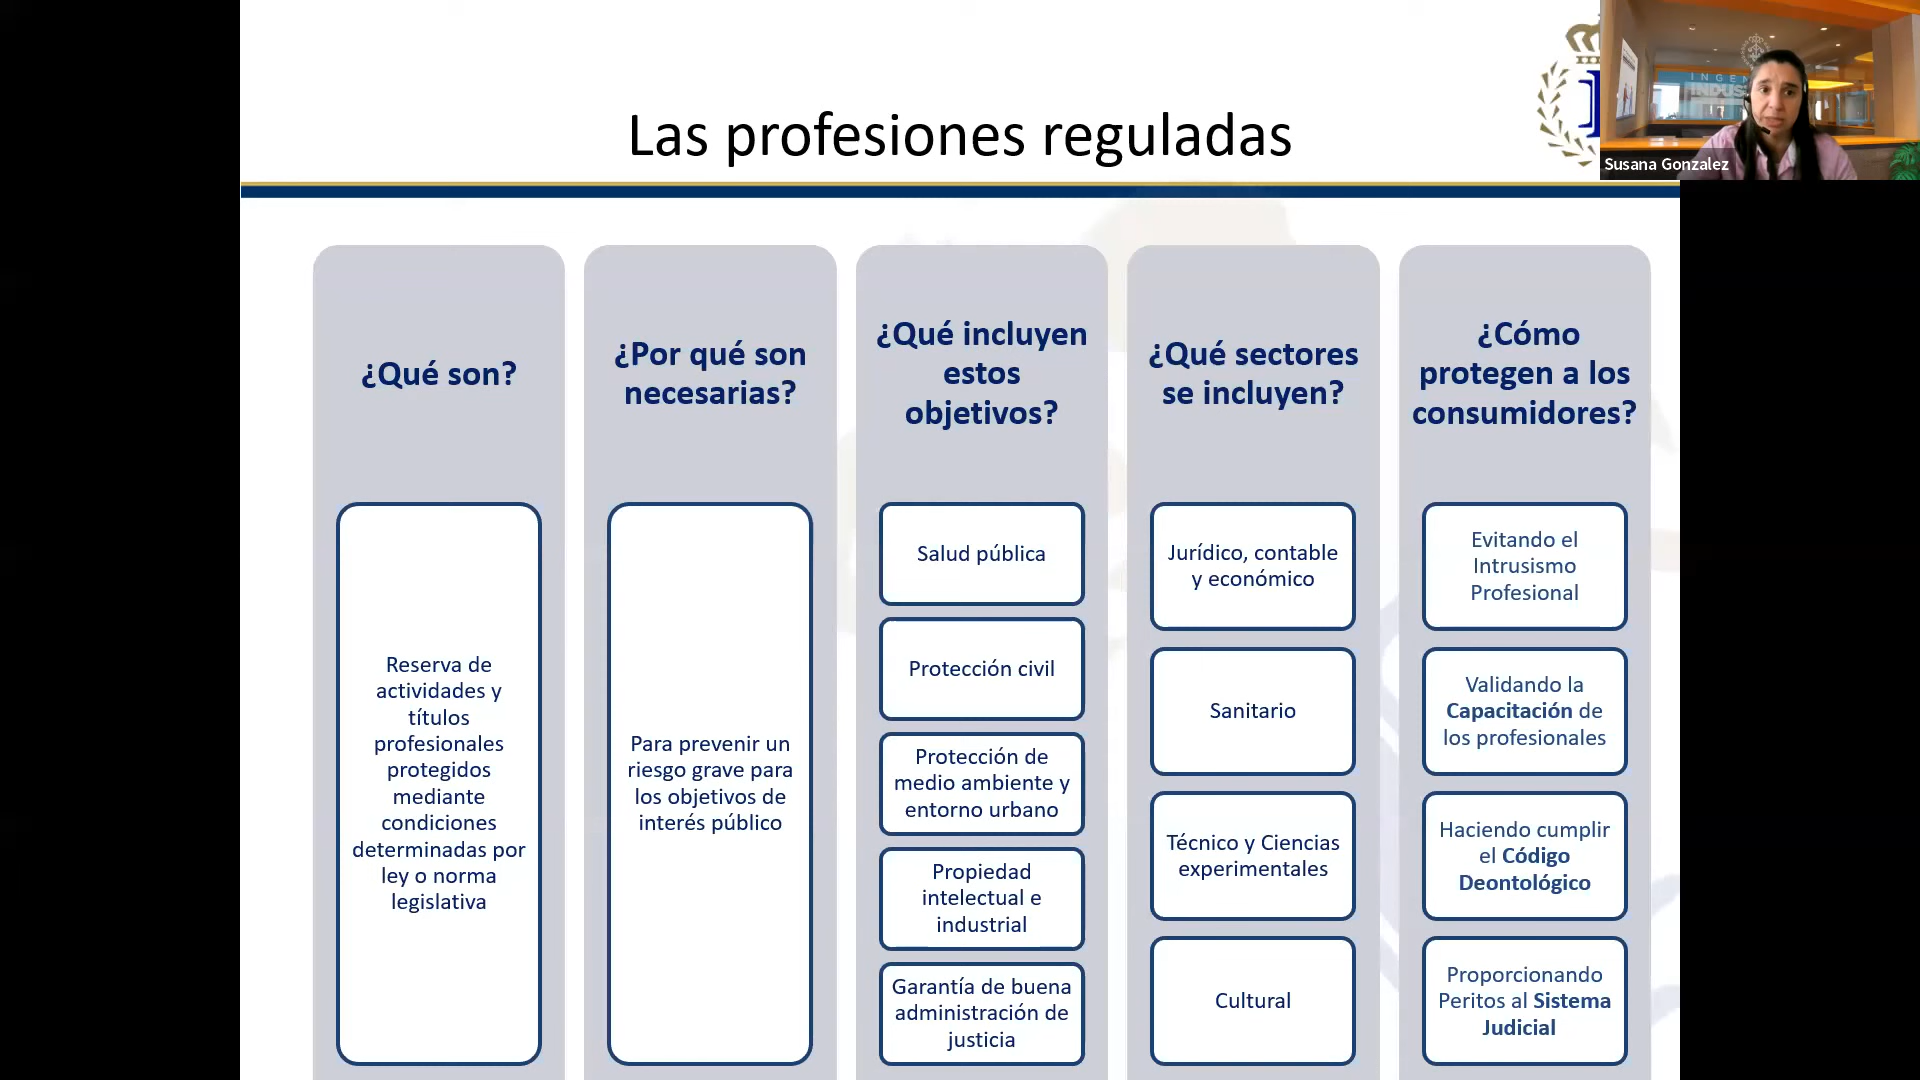 Las profesiones reguladas
INGEN
INDUS
Susana Gonzalez
¿Qué son?
Reserva de
actividades y
títulos
profesionales
protegidos
mediante
condiciones
determinadas por
ley o norma
legislativa
¿Por qué son
necesarias?
Para prevenir un
riesgo grave para
los objetivos de
interés público
¿Qué incluyen
estos
objetivos?
Salud pública
Protección civil
Protección de
medio ambiente y
entorno urbano
Propiedad
intelectual e
industrial
Garantía de buena
administración de
justicia
¿Qué sectores
se incluyen?
Jurídico, contable
y económico
Sanitario
Técnico y Ciencias
experimentales
Cultural
¿Cómo
protegen a los
consumidores?
Evitando el
Intrusismo
Profesional
Validando la
Capacitación de
los profesionales
Haciendo cumplir
el Código
Deontológico
Proporcionando
Peritos al Sistema
Judicial